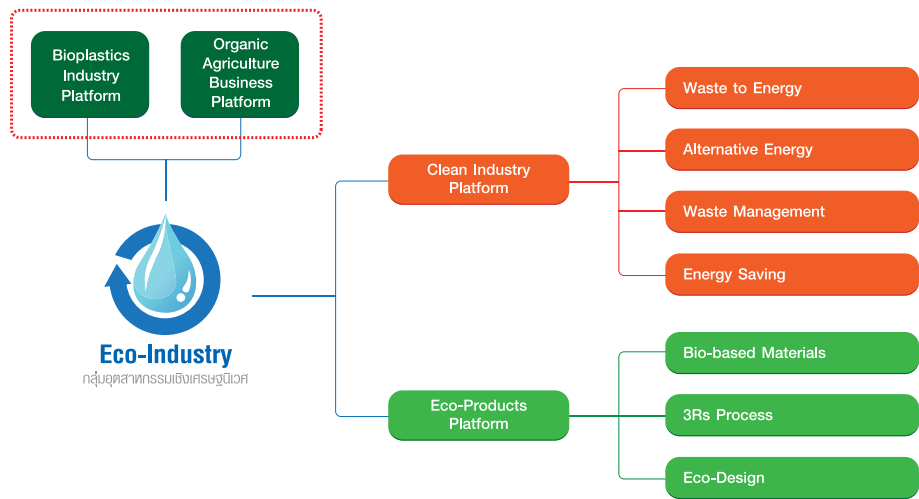 Bioplastics
Industry
Platform
Organic
Agriculture
Business
Platform
Eco-Industry
กลุ่มอุตสาหกรรมเชิงเศรษฐนิเวศ
Clean Industry
Platform
Waste to Energy
Alternative Energy
Waste Management
Energy Saving
Eco-Products
Platform
Bio-based Materials
3Rs Process
Eco-Design